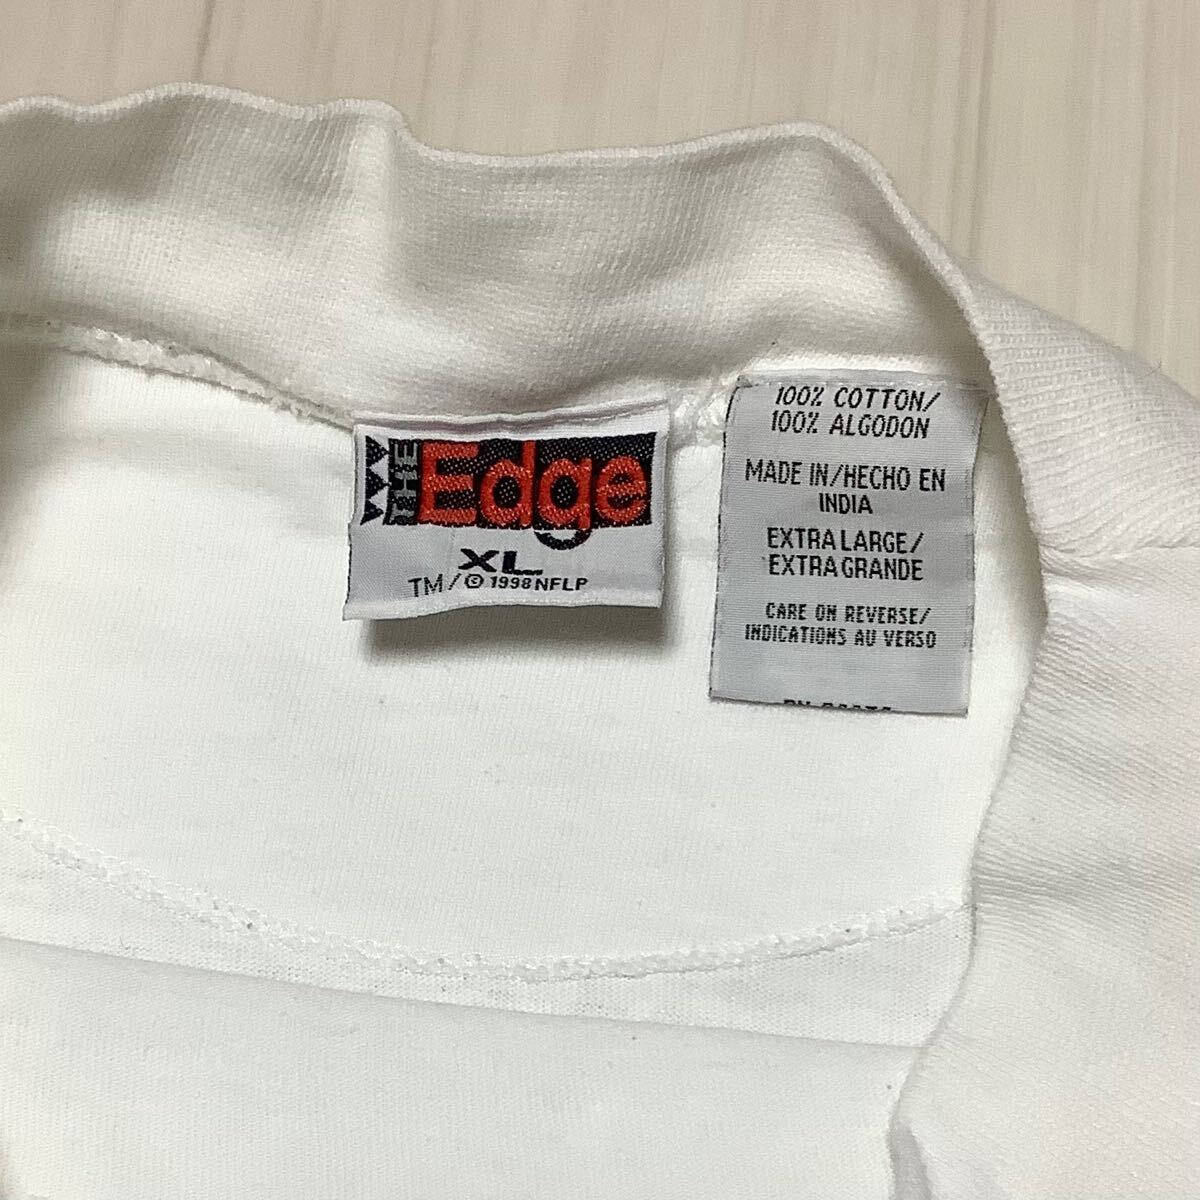 THE Edge
XL
TM/© 1998 NFLP
100% COTTON/
100% ALGODON
MADE IN/HECHO EN
INDIA
EXTRA LARGE/
EXTRA GRANDE
CARE ON REVERSE/
INDICATIONS AU VERSO